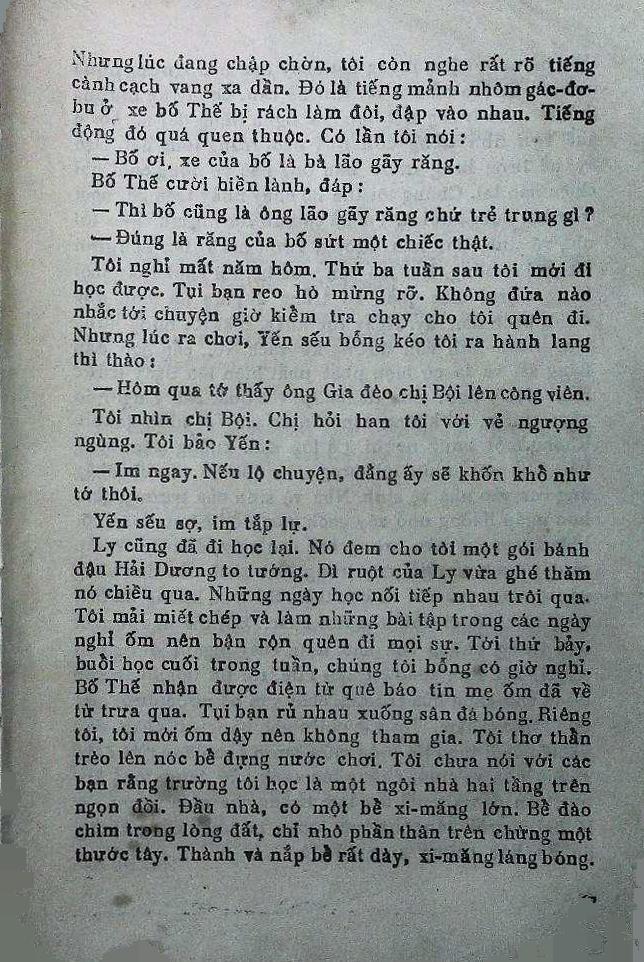 Nhưng lúc đang chập chờn, tôi còn nghe rất rõ tiếng
cành cạch vang xa dần. Đó là tiếng mảnh nhôm gác-đơ-
bu ở xe bố Thế bị rách làm đôi, đập vào nhau. Tiếng
động đó quá quen thuộc. Có lần tôi nói :
— Bố ơi, xe của bố là bà lão gãy răng.
Bố Thế cười hiền lành, đáp :
— Thì bố cũng là ông lão gãy răng chứ trẻ trung gì ?
— Đúng là răng của bố sứt một chiếc thật.
Tôi nghỉ mất năm hôm. Thứ ba tuần sau tôi mới đi
học được. Tụi bạn reo hò mừng rỡ. Không đứa nào
nhắc tới chuyện giờ kiểm tra chạy cho tôi quên đi.
Nhưng lúc ra chơi, Yến sếu bỗng kéo tôi ra hành lang
thì thào :
— Hôm qua tớ thấy ông Gia đèo chị Bội lên công viên.
Tôi nhìn chị Bội. Chị hỏi han tôi với vẻ ngượng
ngùng. Tôi bảo Yến :
— Im ngay. Nếu lộ chuyện, đằng ấy sẽ khốn khổ như
tớ thôi.
Yến sếu sợ, im tắp lự.
Ly cũng đã đi học lại. Nó đem cho tôi một gói bánh
đậu Hải Dương to tướng. Dì ruột của Ly vừa ghé thăm
nó chiều qua. Những ngày học nối tiếp nhau trôi qua.
Tôi mải miết chép và làm những bài tập trong các ngày
nghỉ ốm nên bận rộn quên đi mọi sự. Tới thứ bảy,
buổi học cuối trong tuần, chúng tôi bỗng có giờ nghỉ.
Bố Thế nhận được điện từ quê báo tin mẹ ốm đã về
từ trưa qua. Tụi bạn rủ nhau xuống sân đá bóng. Riêng
tôi, tôi mới ốm dậy nên không tham gia. Tôi thơ thẩn
trèo lên nóc bể đựng nước chơi. Tôi chưa nói với các
bạn rằng trường tôi học là một ngôi nhà hai tầng trên
ngọn đồi. Đầu nhà, có một bể xi-măng lớn. Bể đào
chìm trong lòng đất, chỉ nhô phần thân trên chừng một
thước tây. Thành và nắp bể rất dày, xi-măng láng bóng.